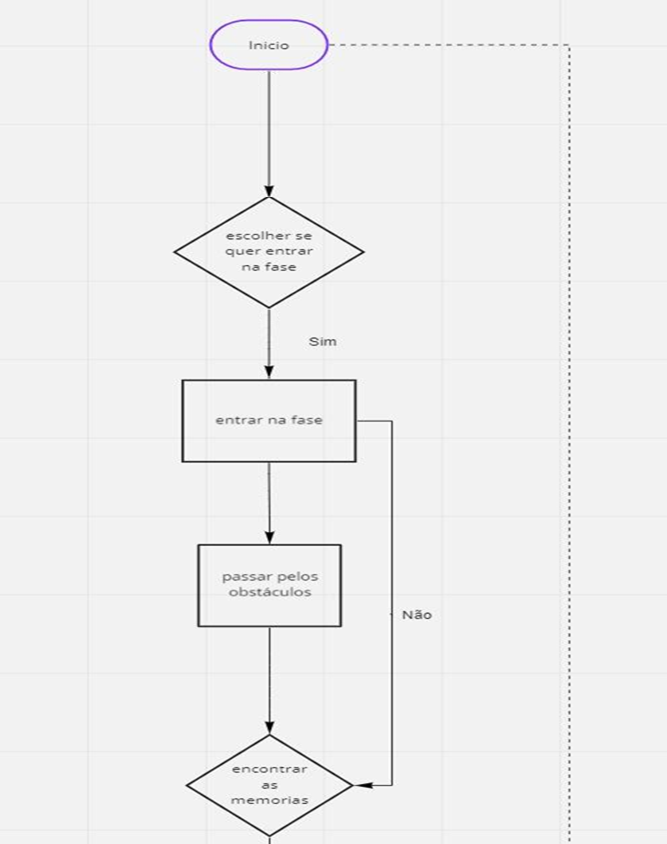 Inicio
escolher se
quer entrar
na fase
Sim
entrar na fase
passar pelos
obstáculos
Não
encontrar
as
memorias